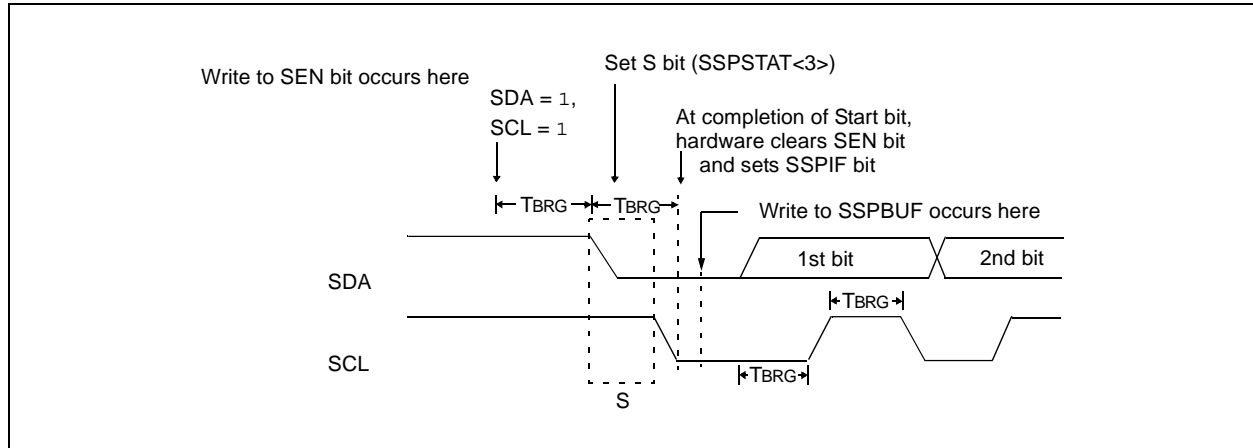 Write to SEN bit occurs here
Set S bit (SSPSTAT<3>)
SDA = 1,
SCL = 1
At completion of Start bit,
hardware clears SEN bit
and sets SSPIF bit
TBRG
TBRG
Write to SSPBUF occurs here
SDA
1st bit
2nd bit
TBRG
SCL
TBRG
S